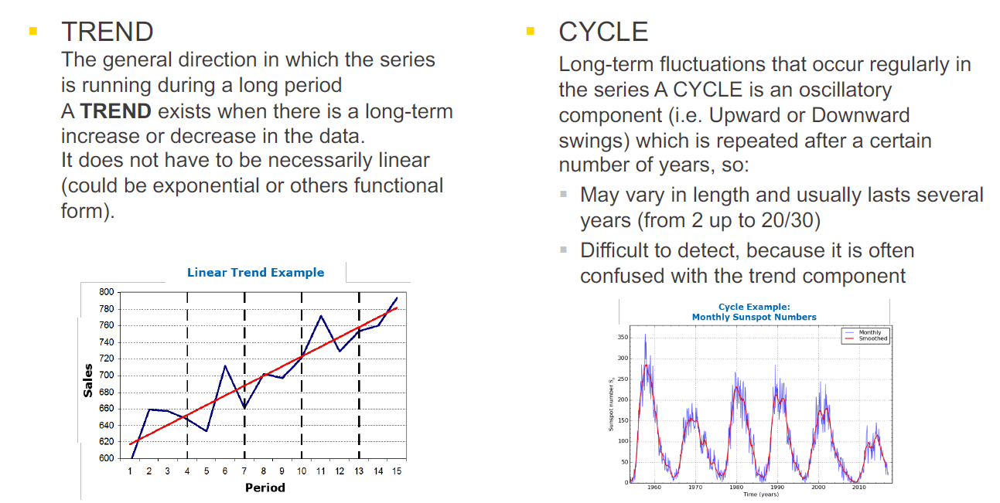 TREND
The general direction in which the series
is running during a long period
A TREND exists when there is a long-term
increase or decrease in the data.
It does not have to be necessarily linear
(could be exponential or others functional
form).
Linear Trend Example
800
780
760
740
720
700
680
660
640
620
600
Sales
1 2 3 4 5 6 7 8 9 10 11 12 13 14 15
Period
CYCLE
Long-term fluctuations that occur regularly in
the series A CYCLE is an oscillatory
component (i.e. Upward or Downward
swings) which is repeated after a certain
number of years, so:
May vary in length and usually lasts several
years (from 2 up to 20/30)
Difficult to detect, because it is often
confused with the trend component
Cycle Example:
Monthly Sunspot Numbers
Monthly
Smoothed
350
300
250
200
150
100
50
0
Sunspot number Sₙ
1960 1970 1980 1990 2000 2010
Time (years)